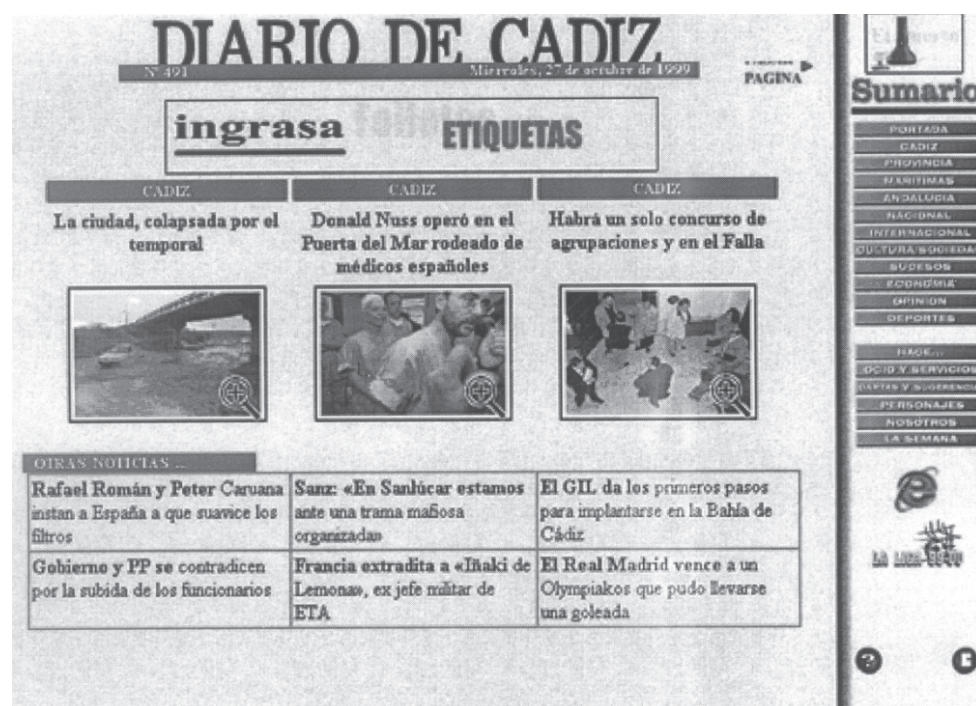 DIARIO DE CADIZ
Nº 491
Miércoles, 27 de octubre de 1999
PAGINA
ingrasa
ETIQUETAS
CADIZ
CADIZ
CADIZ
La ciudad, colapsada por el
temporal
Donald Nuss operó en el
Puerta del Mar rodeado de
médicos españoles
Habrá un solo concurso de
agrupaciones y en el Falla
OTRAS NOTICIAS ...
Rafael Román y Peter Caruana
instan a España a que suavice los
filtros
Sanz: «En Sanlúcar estamos
ante una trama mafiosa
organizada»
El GIL da los primeros pasos
para implantarse en la Bahía de
Cádiz
Gobierno y PP se contradicen
por la subida de los funcionarios
Francia extradita a «Iñaki de
Lemona», ex jefe militar de
ETA
El Real Madrid vence a un
Olympiakos que pudo llevarse
una goleada
Sumario
PORTADA
CADIZ
PROVINCIA
MARITIMAS
ANDALUCIA
NACIONAL
INTERNACIONAL
CULTURA/SOCIEDA
SUCESOS
ECONOMIA
OPINION
DEPORTES
HACE...
OCIO Y SERVICIOS
CARTAS Y SUGERENC
PERSONAJES
NOSOTROS
LA SEMANA
?